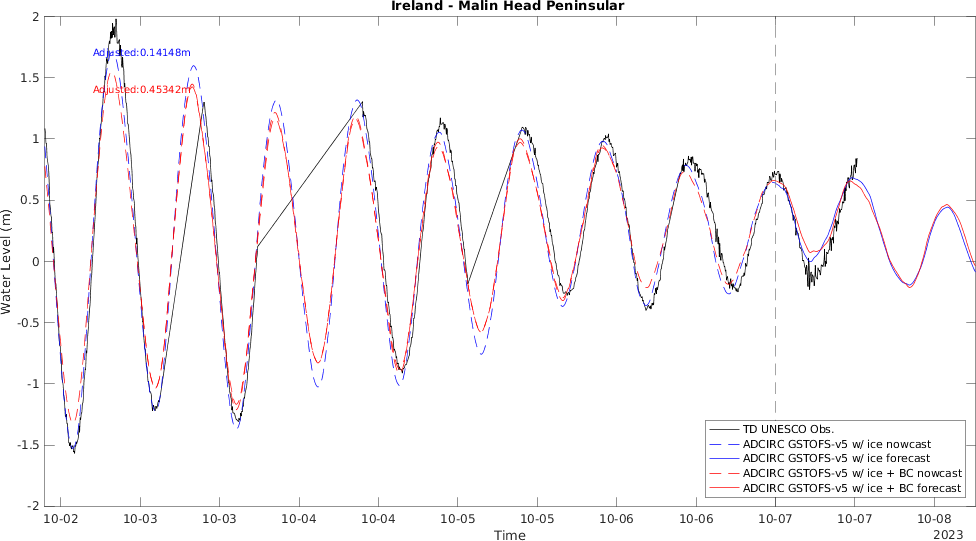 Ireland - Malin Head Peninsular
Adjusted:0.14148m
Adjusted:0.45342m
2
1.5
1
0.5
0
-0.5
-1
-1.5
-2
Water Level (m)
TD UNESCO Obs.
ADCIRC GSTOFS-v5 w/ ice nowcast
ADCIRC GSTOFS-v5 w/ ice forecast
ADCIRC GSTOFS-v5 w/ ice + BC nowcast
ADCIRC GSTOFS-v5 w/ ice + BC forecast
10-02 10-03 10-03 10-04 10-04 10-05 10-05 10-06 10-06 10-07 10-07 10-08
Time
2023